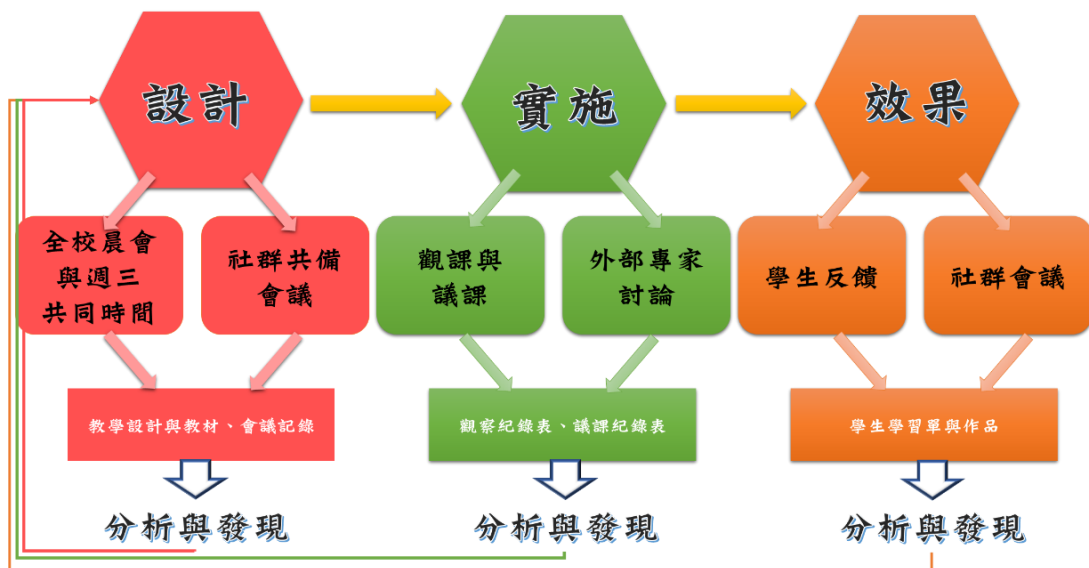 設計
實施
效果
全校晨會
與週三
共同時間
社群共備
會議
觀課與
議課
外部專家
討論
學生反饋
社群會議
教學設計與教材、會議記錄
觀察紀錄表、議課紀錄表
學生學習單與作品
分析與發現
分析與發現
分析與發現